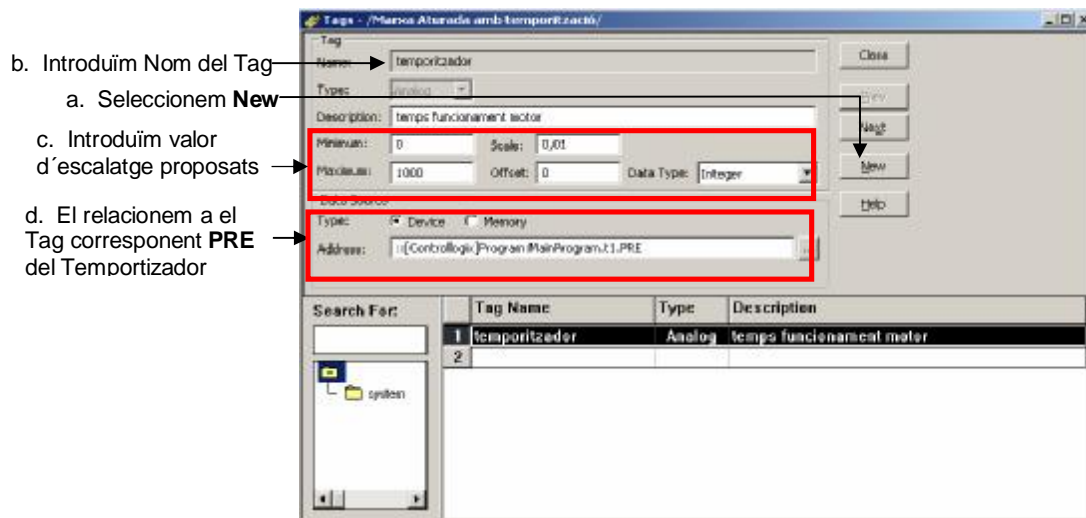 Tags - /Marxa Aturada amb temporització/
Tag
Name: temporitzador
Close
b. Introduïm Nom del Tag
Type: Analog
Prev
a. Seleccionem New
Description: temps funcionament motor
Next
c. Introduïm valor
d´escalatge proposats
Minimum: 0 Scale: 0,01
Maximum: 1000 Offset: 0 Data Type: Integer
New
Data Source
Help
d. El relacionem a el
Tag corresponent PRE
del Temportizador
Type: Device Memory
Address: ::[Controllogix]Program:MainProgram.t1.PRE
...
Search For:
system
Tag Name Type Description
1 temporitzador Analog temps funcionament motor
2